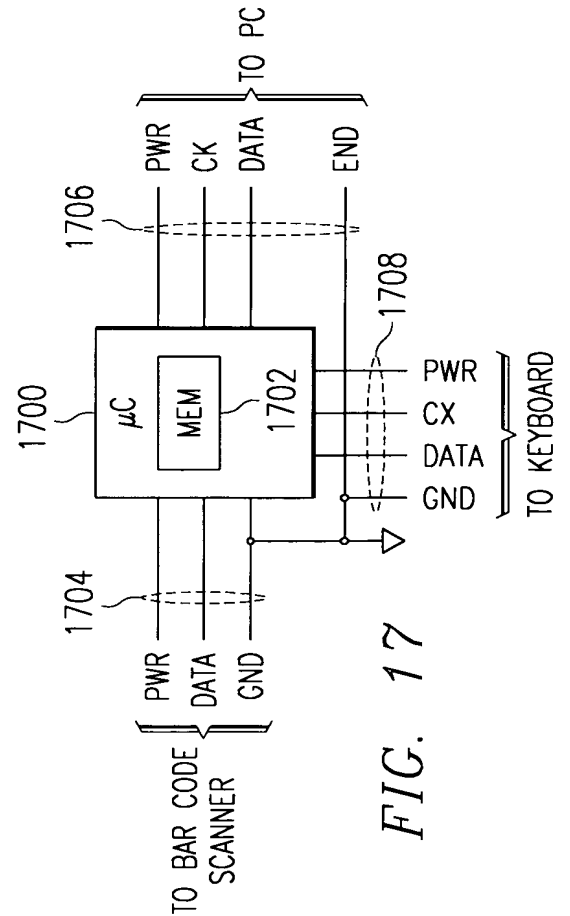 1700
1706
µC
MEM
1702
1704
PWR
DATA
GND
TO BAR CODE
SCANNER
PWR
CK
DATA
END
TO PC
1708
GND
DATA
CX
PWR
TO KEYBOARD
FIG. 17